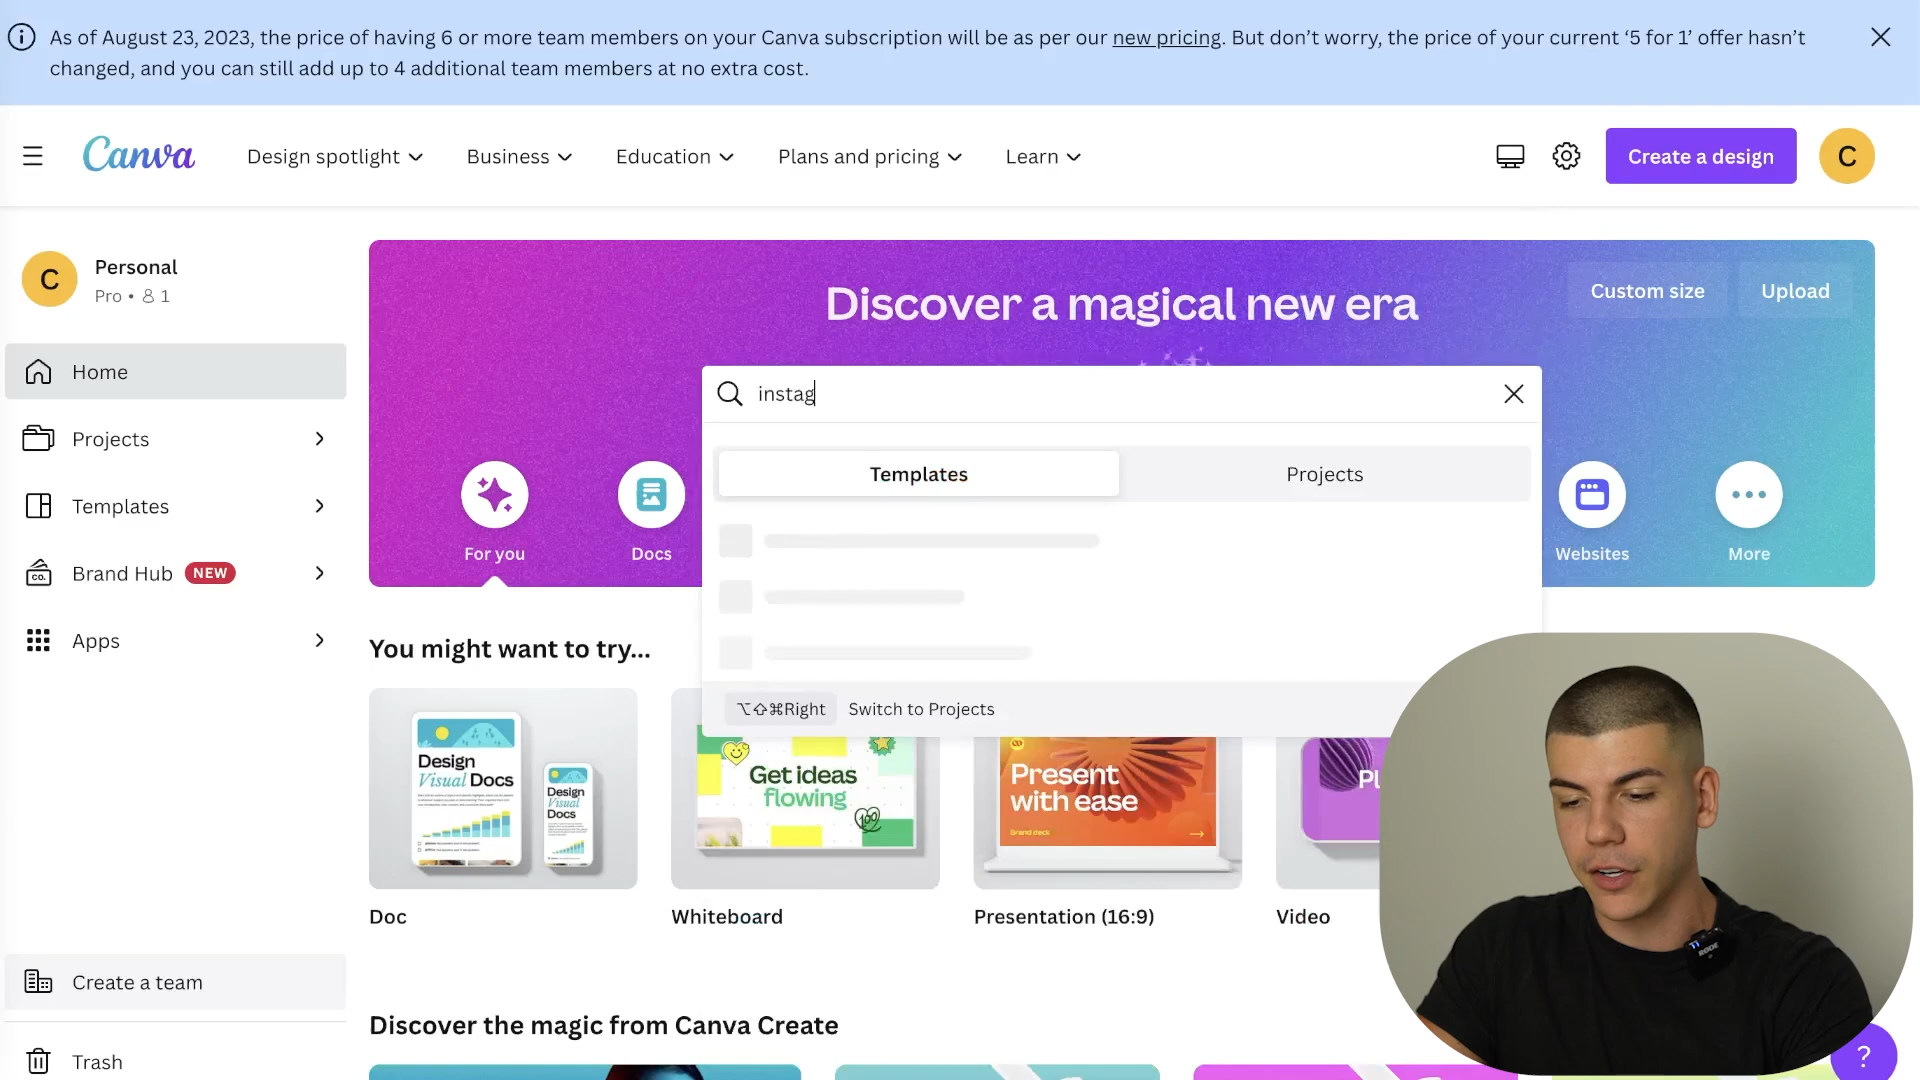 As of August 23, 2023, the price of having 6 or more team members on your Canva subscription will be as per our new pricing. But don’t worry, the price of your current ‘5 for 1’ offer hasn’t
changed, and you can still add up to 4 additional team members at no extra cost.
Canva
Design spotlight
Business
Education
Plans and pricing
Learn
Create a design
C
C
Personal
Pro • 1
Home
Projects
Templates
Brand Hub NEW
CO.
Apps
Create a team
Trash
Discover a magical new era
Custom size
Upload
instag
Templates
Projects
⌥⇧⌘Right
Switch to Projects
For you
Docs
Websites
More
You might want to try...
Design
Visual Docs
Design
Visual
Docs
Doc
Get ideas
flowing
100
Whiteboard
Present
with ease
Brand deck
Presentation (16:9)
Pl
Video
Discover the magic from Canva Create
RODE
?